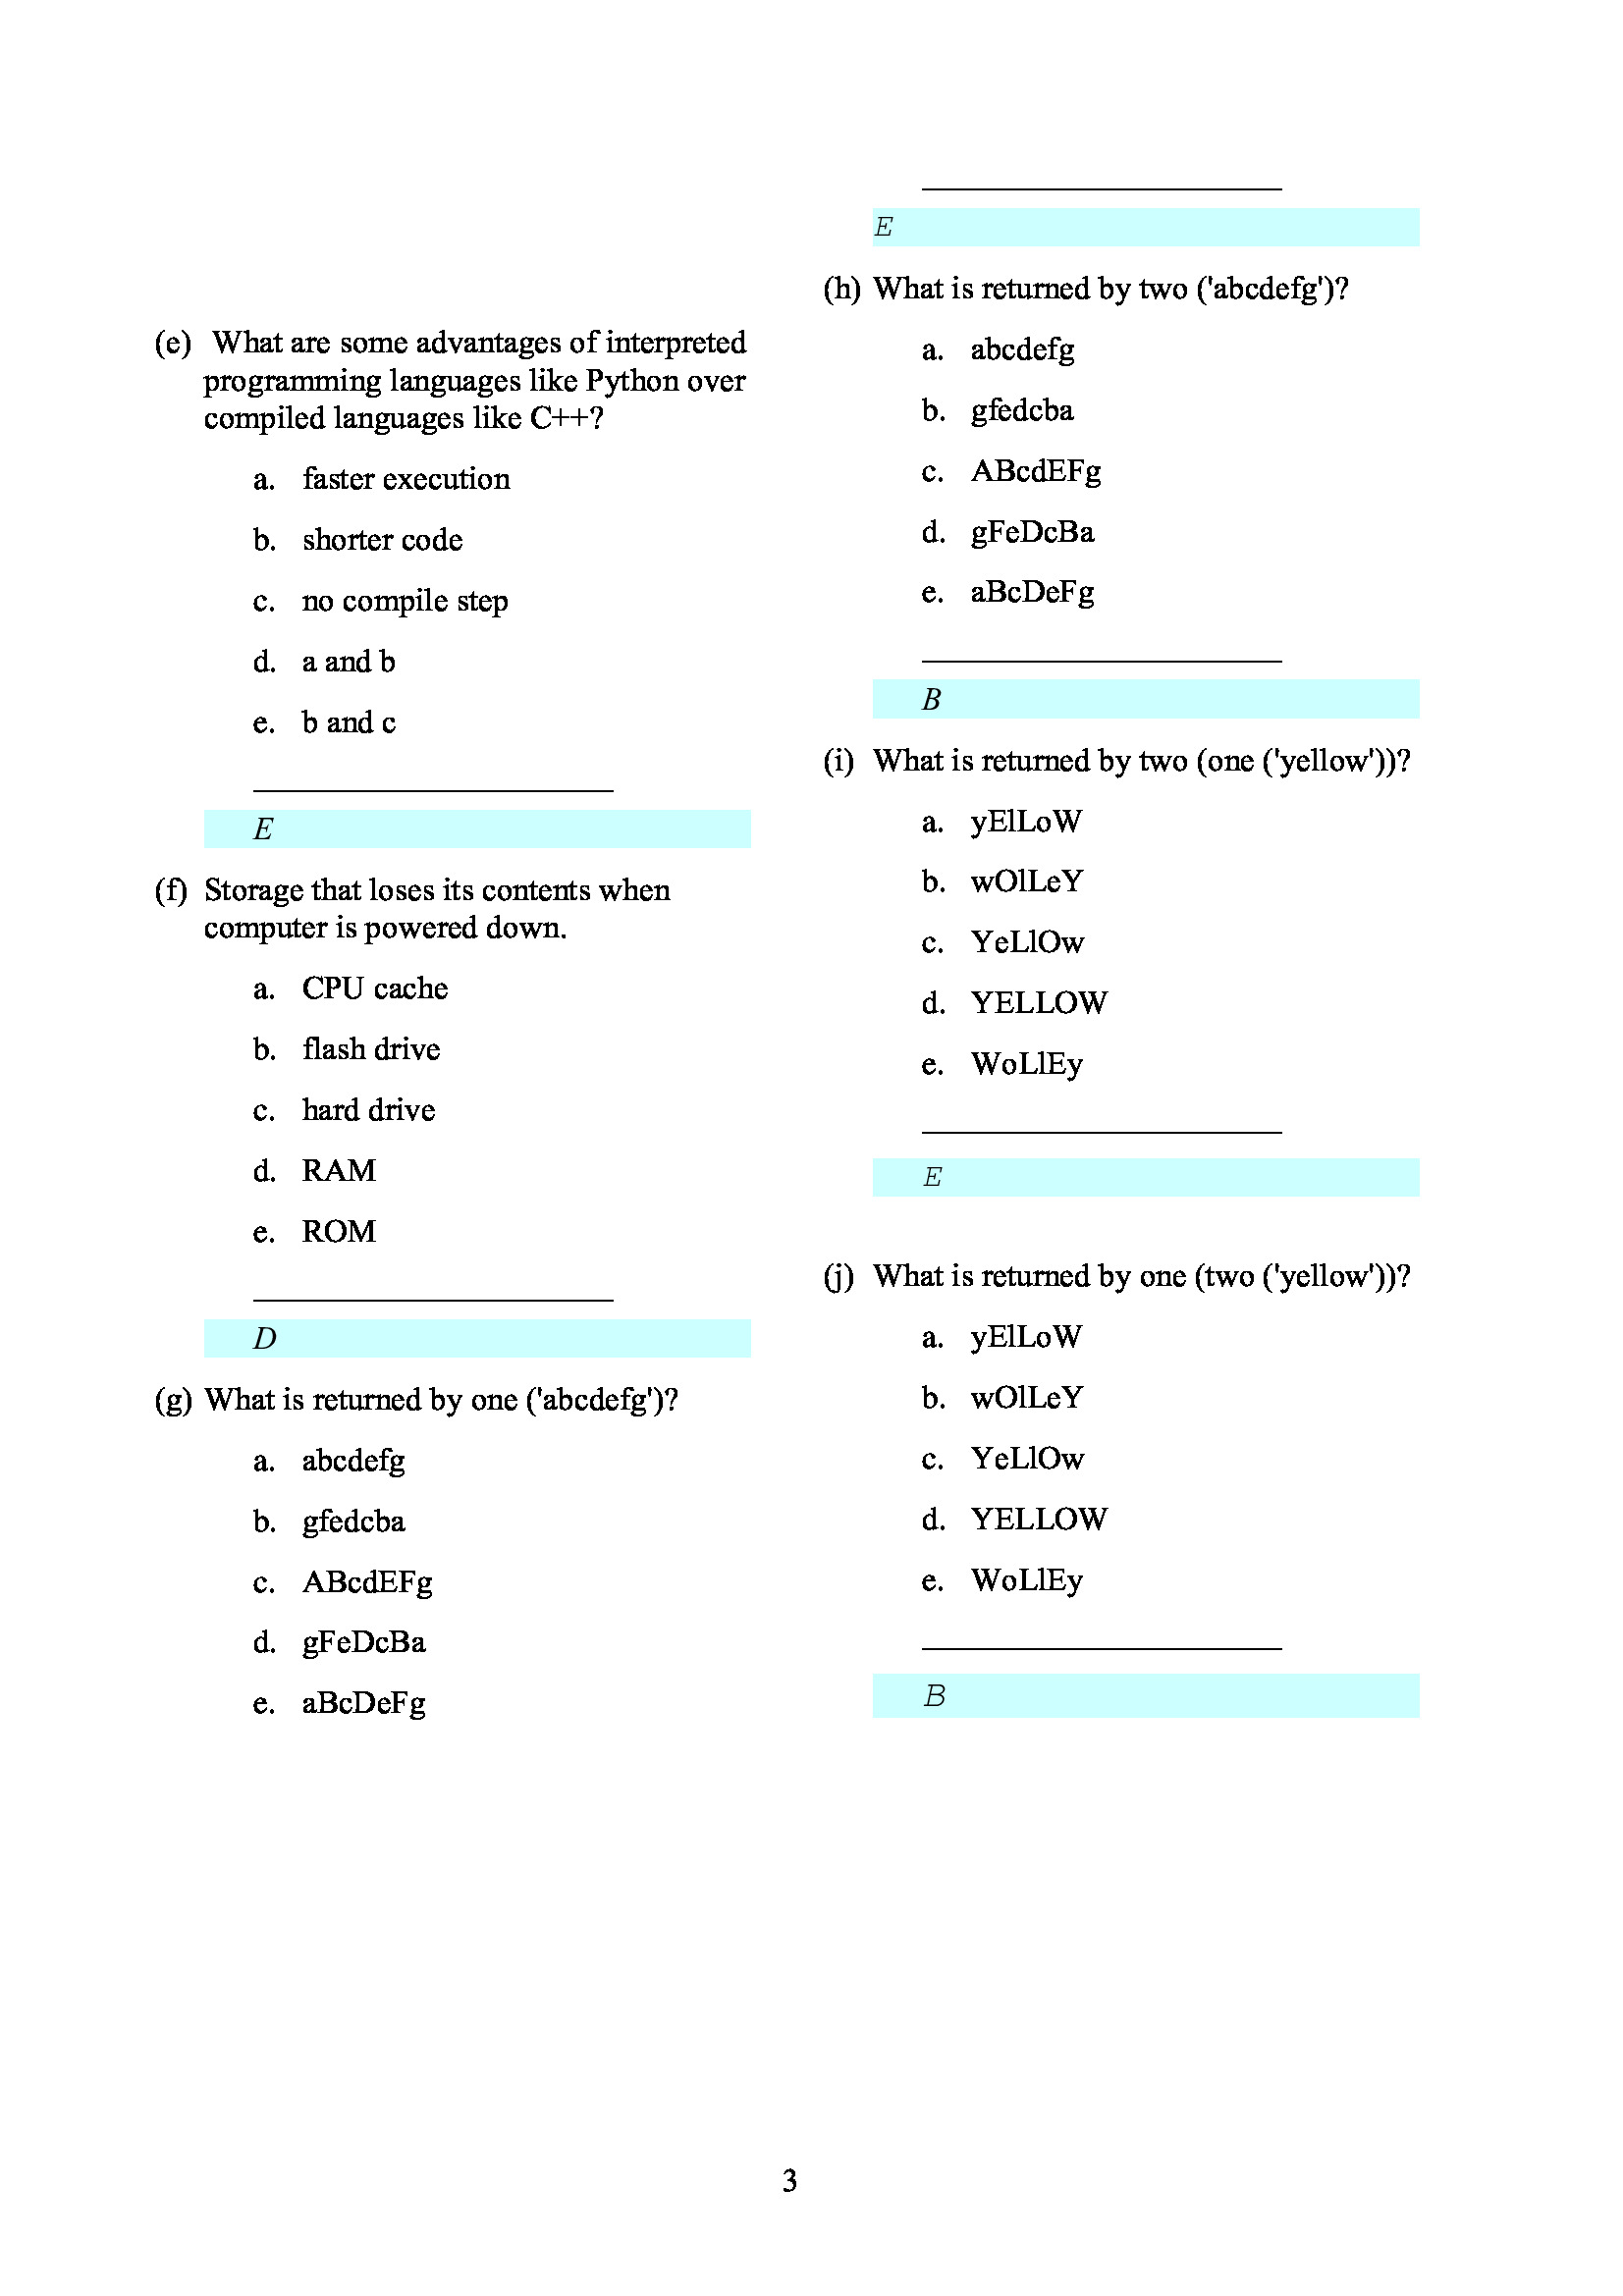 (e) What are some advantages of interpreted
programming languages like Python over
compiled languages like C++?
a. faster execution
b. shorter code
c. no compile step
d. a and b
e. b and c
E
(f) Storage that loses its contents when
computer is powered down.
a. CPU cache
b. flash drive
c. hard drive
d. RAM
e. ROM
D
(g) What is returned by one ('abcdefg')?
a. abcdefg
b. gfedcba
c. ABcdEFg
d. gFeDcBa
e. aBcDeFg
E
(h) What is returned by two ('abcdefg')?
a. abcdefg
b. gfedcba
c. ABcdEFg
d. gFeDcBa
e. aBcDeFg
B
(i) What is returned by two (one ('yellow'))?
a. yElLoW
b. wOlLeY
c. YeLlOw
d. YELLOW
e. WoLlEy
E
(j) What is returned by one (two ('yellow'))?
a. yElLoW
b. wOlLeY
c. YeLlOw
d. YELLOW
e. WoLlEy
B
3